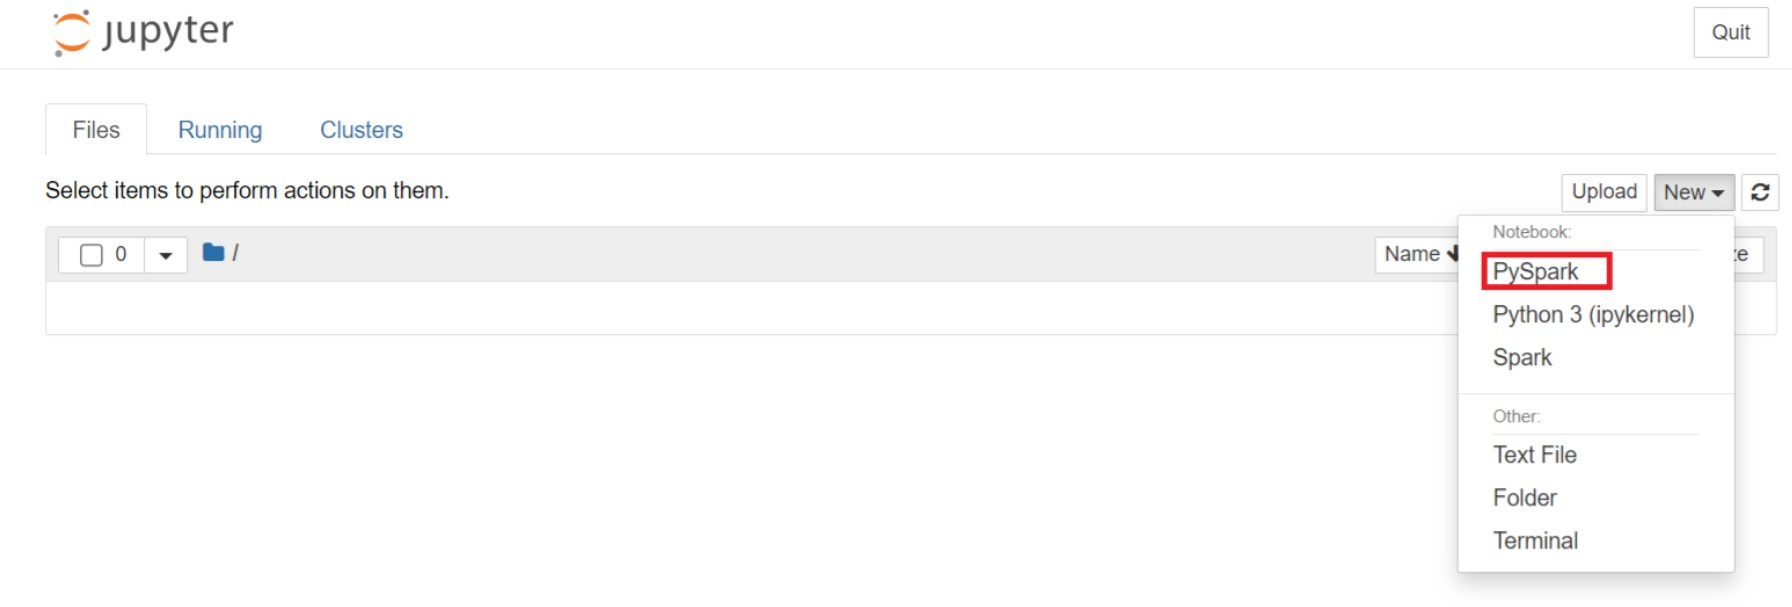 jupyter
Quit
Files Running Clusters
Select items to perform actions on them.
Upload New
0 /
Name
Notebook:
PySpark
Python 3 (ipykernel)
Spark
Other:
Text File
Folder
Terminal